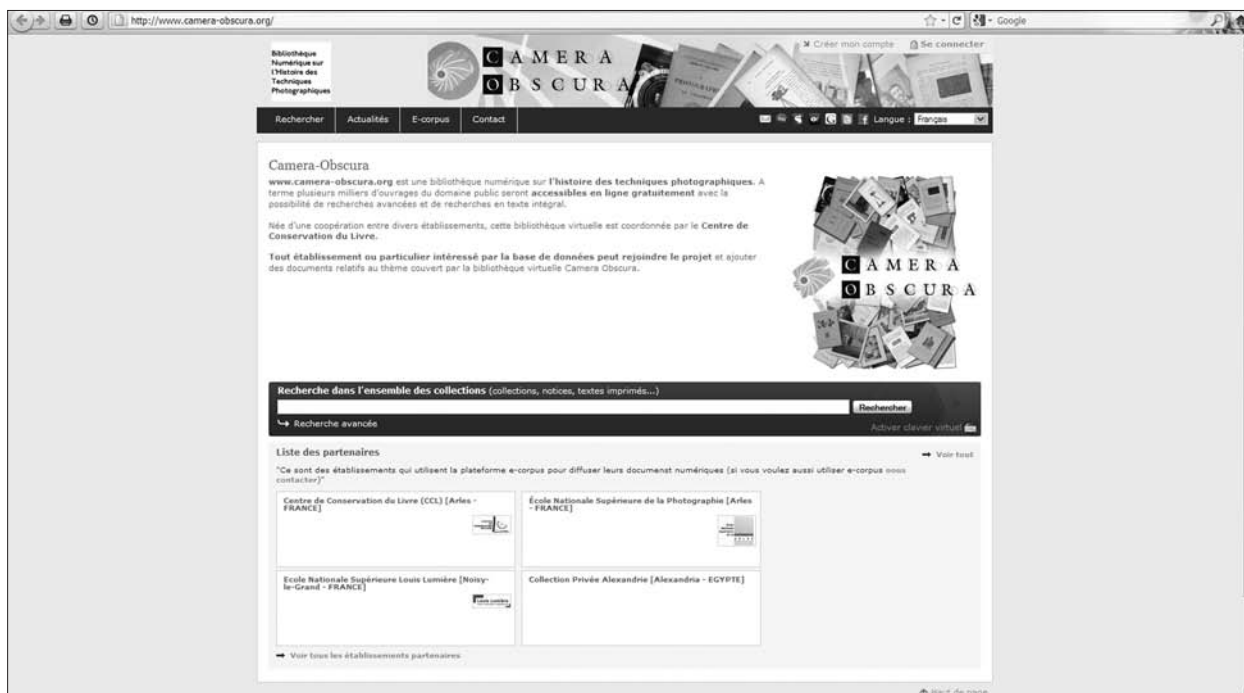 http://www.camera-obscura.org/
Google
Bibliothèque
Numérique sur
l'Histoire des
Techniques
Photographiques
CAMERA
OBSCURA
Créer mon compte
Se connecter
Rechercher
Actualités
E-corpus
Contact
Langue :
Français
Camera-Obscura
www.camera-obscura.org est une bibliothèque numérique sur l'histoire des techniques photographiques. A
terme plusieurs milliers d'ouvrages du domaine public seront accessibles en ligne gratuitement avec la
possibilité de recherches avancées et de recherches en texte intégral.
Née d'une coopération entre divers établissements, cette bibliothèque virtuelle est coordonnée par le Centre de
Conservation du Livre.
Tout établissement ou particulier intéressé par la base de données peut rejoindre le projet et ajouter
des documents relatifs au thème couvert par la bibliothèque virtuelle Camera Obscura.
CAMERA
OBSCURA
Recherche dans l'ensemble des collections (collections, notices, textes imprimés...)
Rechercher
Recherche avancée
Activer clavier virtuel
Liste des partenaires
Voir tout
"Ce sont des établissements qui utilisent la plateforme e-corpus pour diffuser leurs documenst numériques (si vous voulez aussi utiliser e-corpus nous
contacter)"
Centre de Conservation du Livre (CCL) [Arles -
FRANCE]
École Nationale Supérieure de la Photographie [Arles
- FRANCE]
Ecole Nationale Supérieure Louis Lumière [Noisy-
le-Grand - FRANCE]
Louis Lumière
Collection Privée Alexandrie [Alexandria - EGYPTE]
Voir tous les établissements partenaires
Haut de page